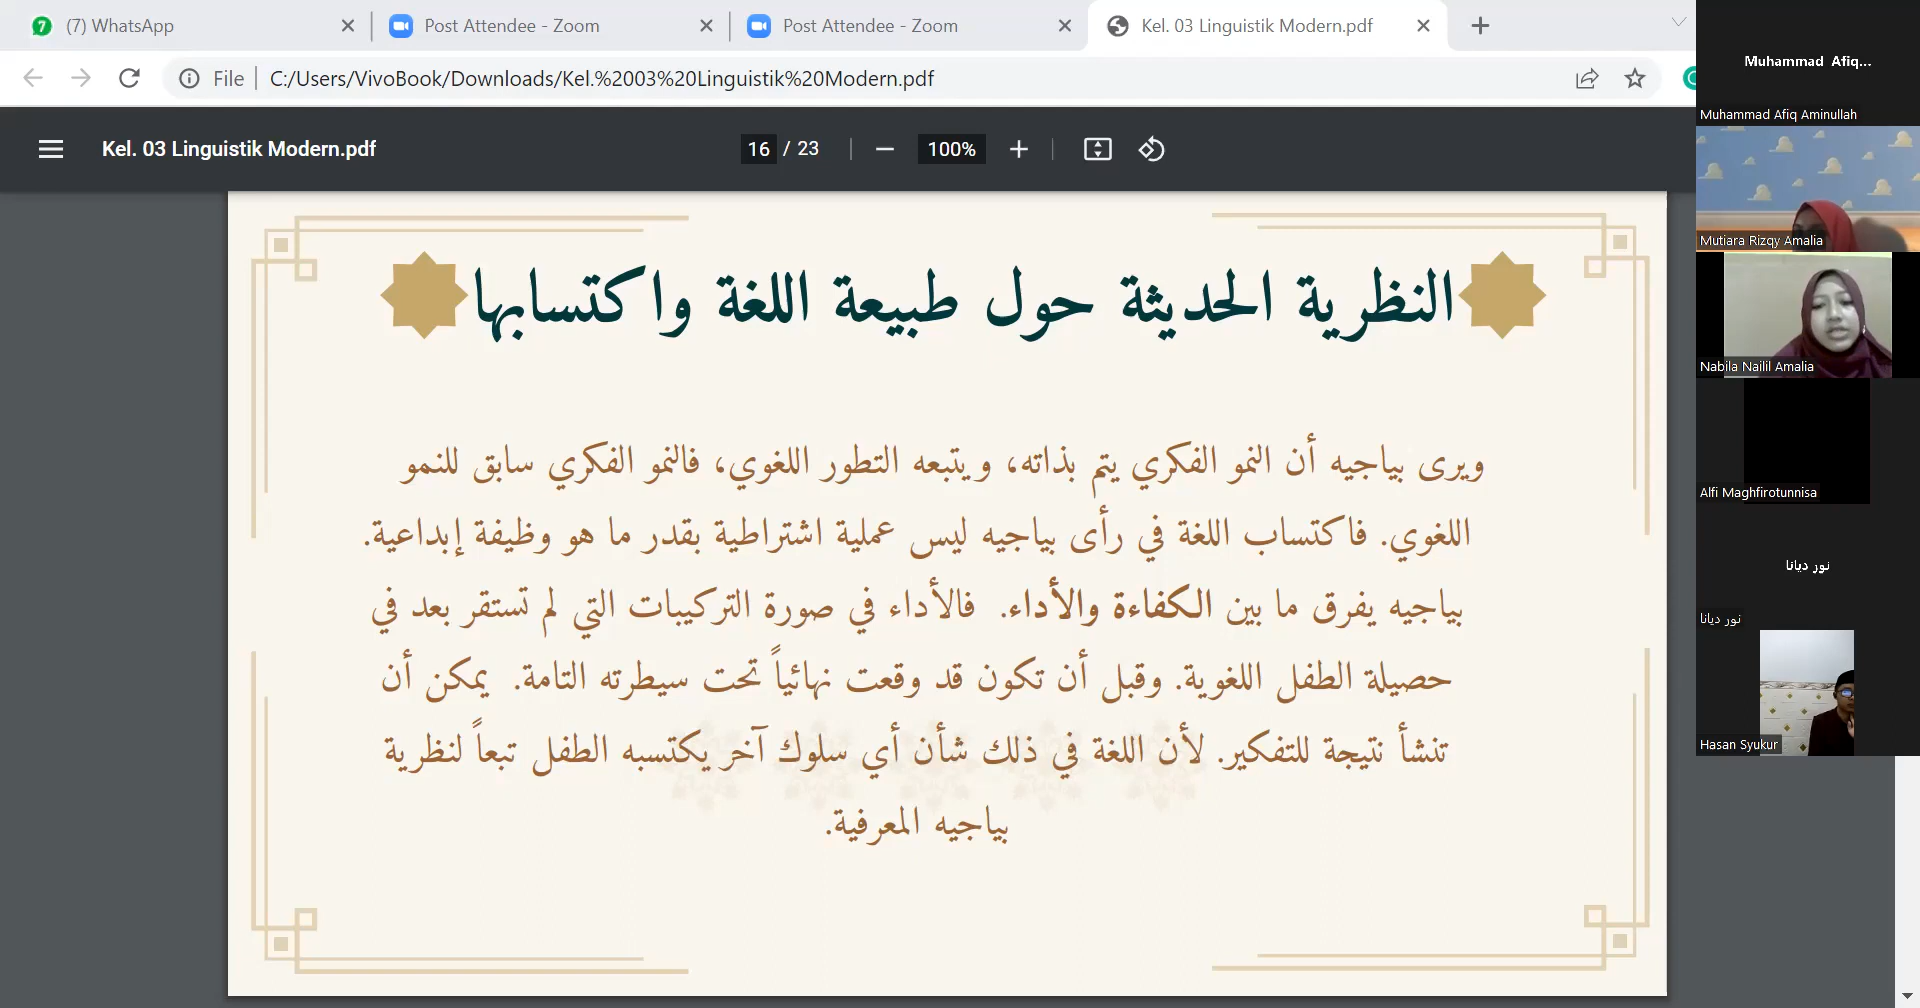 (7) WhatsApp
Post Attendee - Zoom
Post Attendee - Zoom
Kel. 03 Linguistik Modern.pdf
File
C:/Users/VivoBook/Downloads/Kel.%2003%20Linguistik%20Modern.pdf
Kel. 03 Linguistik Modern.pdf
16 / 23
100%
النظرية الحديثة حول طبيعة اللغة واكتسابها
ويرى بياجيه أن النمو الفكري يتم بذاته، ويتبعه التطور اللغوي، فالنمو الفكري سابق للنمو
اللغوي. فاكتساب اللغة في رأى بياجيه ليس عملية اشتراطية بقدر ما هو وظيفة إبداعية.
بياجيه يفرق ما بين الكفاءة والأداء. فالأداء في صورة التركيبات التي لم تستقر بعد في
حصيلة الطفل اللغوية. وقبل أن تكون قد وقعت نهائياً تحت سيطرته التامة. يمكن أن
تنشأ نتيجة للتفكير. لأن اللغة في ذلك شأن أي سلوك آخر يكتسبه الطفل تبعاً لنظرية
بياجيه المعرفية.
Muhammad Afiq...
Muhammad Afiq Aminullah
Mutiara Rizqy Amalia
Nabila Nailil Amalia
Alfi Maghfirotunnisa
نور ديانا
نور ديانا
Hasan Syukur